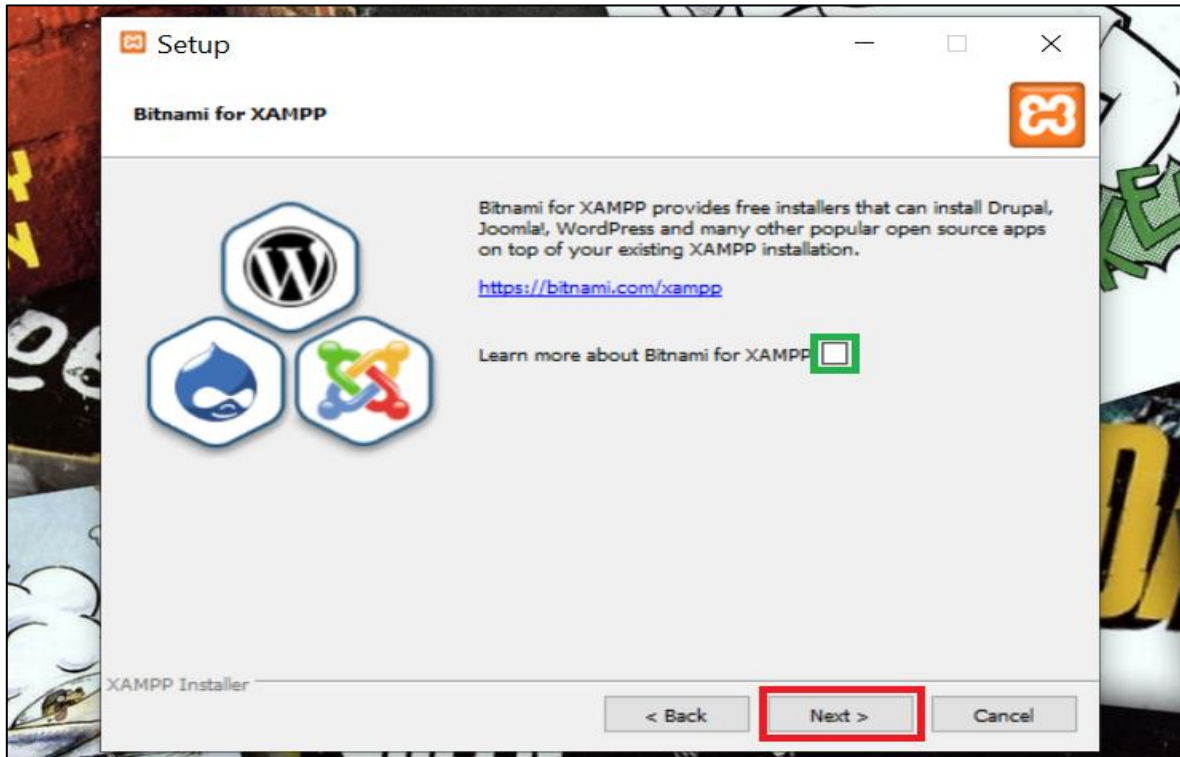 Setup
Bitnami for XAMPP
Bitnami for XAMPP provides free installers that can install Drupal,
Joomla!, WordPress and many other popular open source apps
on top of your existing XAMPP installation.
https://bitnami.com/xampp
Learn more about Bitnami for XAMPP
XAMPP Installer
< Back
Next >
Cancel